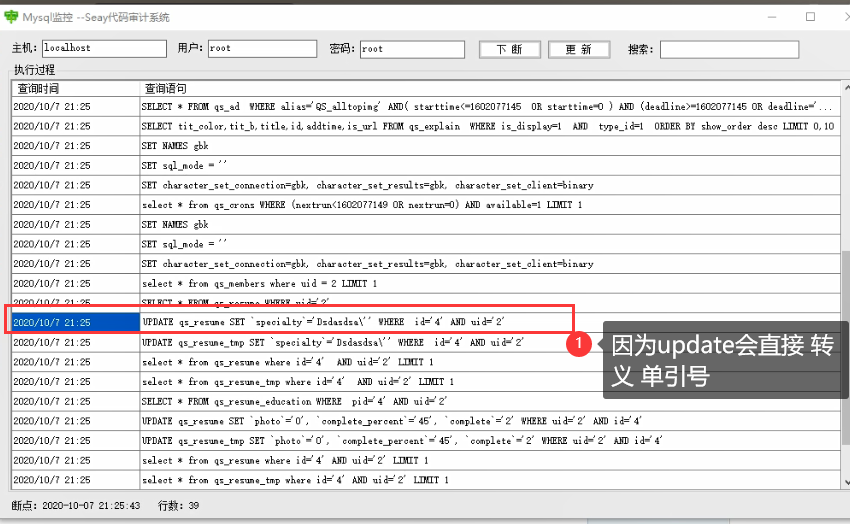 Mysql监控 --Seay代码审计系统
主机: localhost 用户: root 密码: root 下 断 更 新 搜索:
执行过程
查询时间 查询语句
2020/10/7 21:25 SELECT * FROM qs_ad WHERE alias='QS_alltoping' AND( starttime<=1602077145 OR starttime=0 ) AND (deadline>=1602077145 OR deadline='...
2020/10/7 21:25 SELECT tit_color,tit_b,title,id,addtime,is_url FROM qs_explain WHERE is_display=1 AND type_id=1 ORDER BY show_order desc LIMIT 0,10
2020/10/7 21:25 SET NAMES gbk
2020/10/7 21:25 SET sql_mode = ''
2020/10/7 21:25 SET character_set_connection=gbk, character_set_results=gbk, character_set_client=binary
2020/10/7 21:25 select * from qs_crons WHERE (nextrun<1602077149 OR nextrun=0) AND available=1 LIMIT 1
2020/10/7 21:25 SET NAMES gbk
2020/10/7 21:25 SET sql_mode = ''
2020/10/7 21:25 SET character_set_connection=gbk, character_set_results=gbk, character_set_client=binary
2020/10/7 21:25 select * from qs_members where uid = 2 LIMIT 1
2020/10/7 21:25 SELECT * FROM qs_resume WHERE uid='2'
2020/10/7 21:25 UPDATE qs_resume SET `specialty`='Dsdasdsa\'' WHERE id='4' AND uid='2'
2020/10/7 21:25 UPDATE qs_resume_tmp SET `specialty`='Dsdasdsa\'' WHERE id='4' AND uid='2'
1 因为update会直接 转
义 单引号
2020/10/7 21:25 select * from qs_resume where id='4' AND uid='2' LIMIT 1
2020/10/7 21:25 select * from qs_resume_tmp where id='4' AND uid='2' LIMIT 1
2020/10/7 21:25 SELECT * FROM qs_resume_education WHERE pid='4' AND uid='2'
2020/10/7 21:25 UPDATE qs_resume SET `photo`='0', `complete_percent`='45', `complete`='2' WHERE uid='2' AND id='4'
2020/10/7 21:25 UPDATE qs_resume_tmp SET `photo`='0', `complete_percent`='45', `complete`='2' WHERE uid='2' AND id='4'
2020/10/7 21:25 select * from qs_resume where id='4' AND uid='2' LIMIT 1
2020/10/7 21:25 select * from qs_resume_tmp where id='4' AND uid='2' LIMIT 1
断点: 2020-10-07 21:25:43 行数: 39